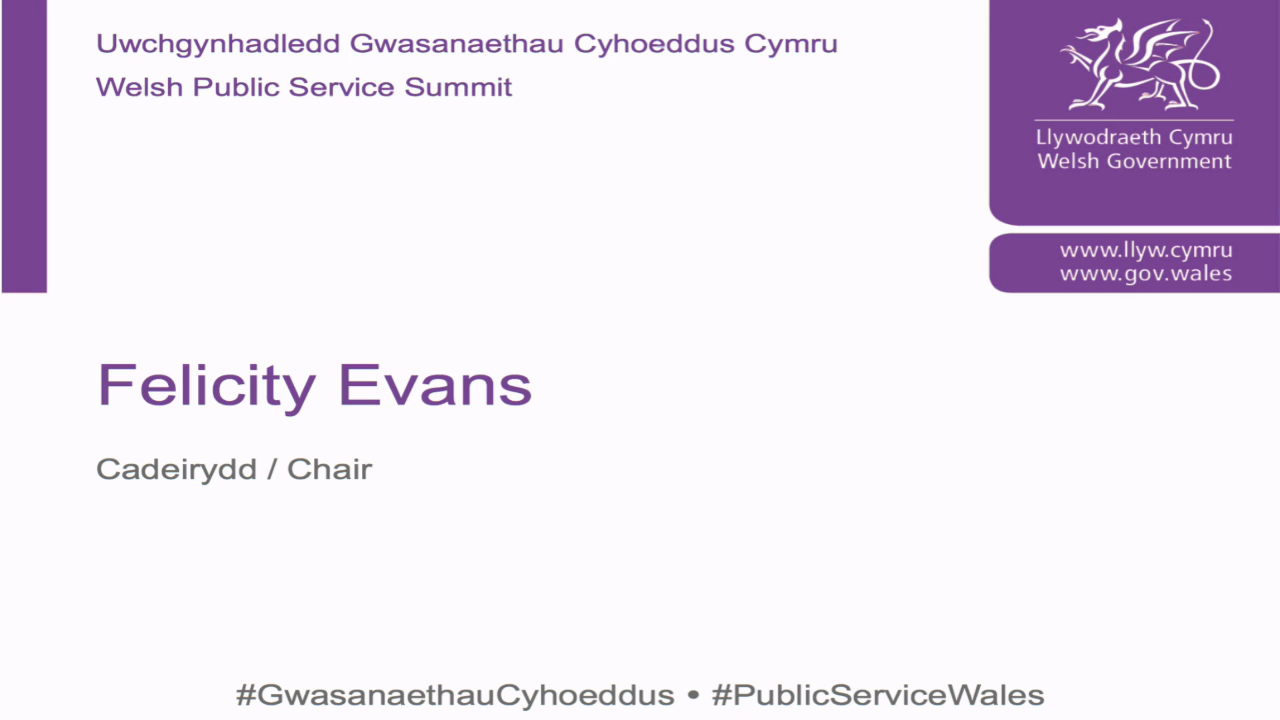 Uwchgynhadledd Gwasanaethau Cyhoeddus Cymru
Welsh Public Service Summit
Llywodraeth Cymru
Welsh Government
www.llyw.cymru
www.gov.wales
Felicity Evans
Cadeirydd / Chair
#GwasanaethauCyhoeddus • #PublicServiceWales